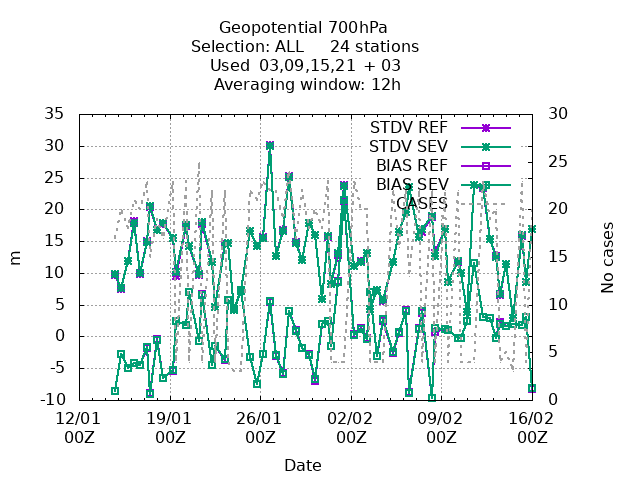 Geopotential 700hPa
Selection: ALL 24 stations
Used 03,09,15,21 + 03
Averaging window: 12h
35 30
30
25
25
20
20
15
15
10
10
5
0
5
-5
-10 0
STDV REF
STDV SEV
BIAS REF
BIAS SEV
CASES
m
No cases
12/01 19/01 26/01 02/02 09/02 16/02
00Z 00Z 00Z 00Z 00Z 00Z
Date